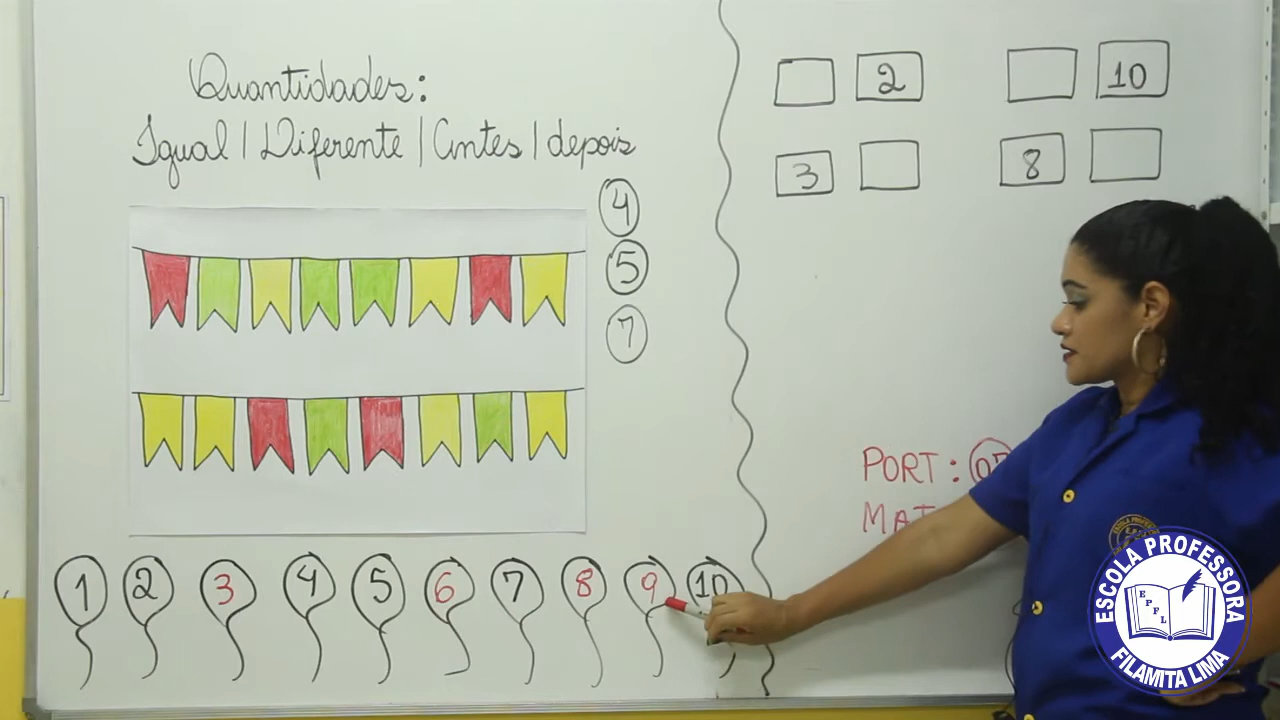 Quantidades:
Igual | Diferente | Antes | depois
4
5
7
1 2 3 4 5 6 7 8 9 10
2 10
3 8
PORT:
ESCOLA PROFESSORA
E P F L
FILAMITA LIMA